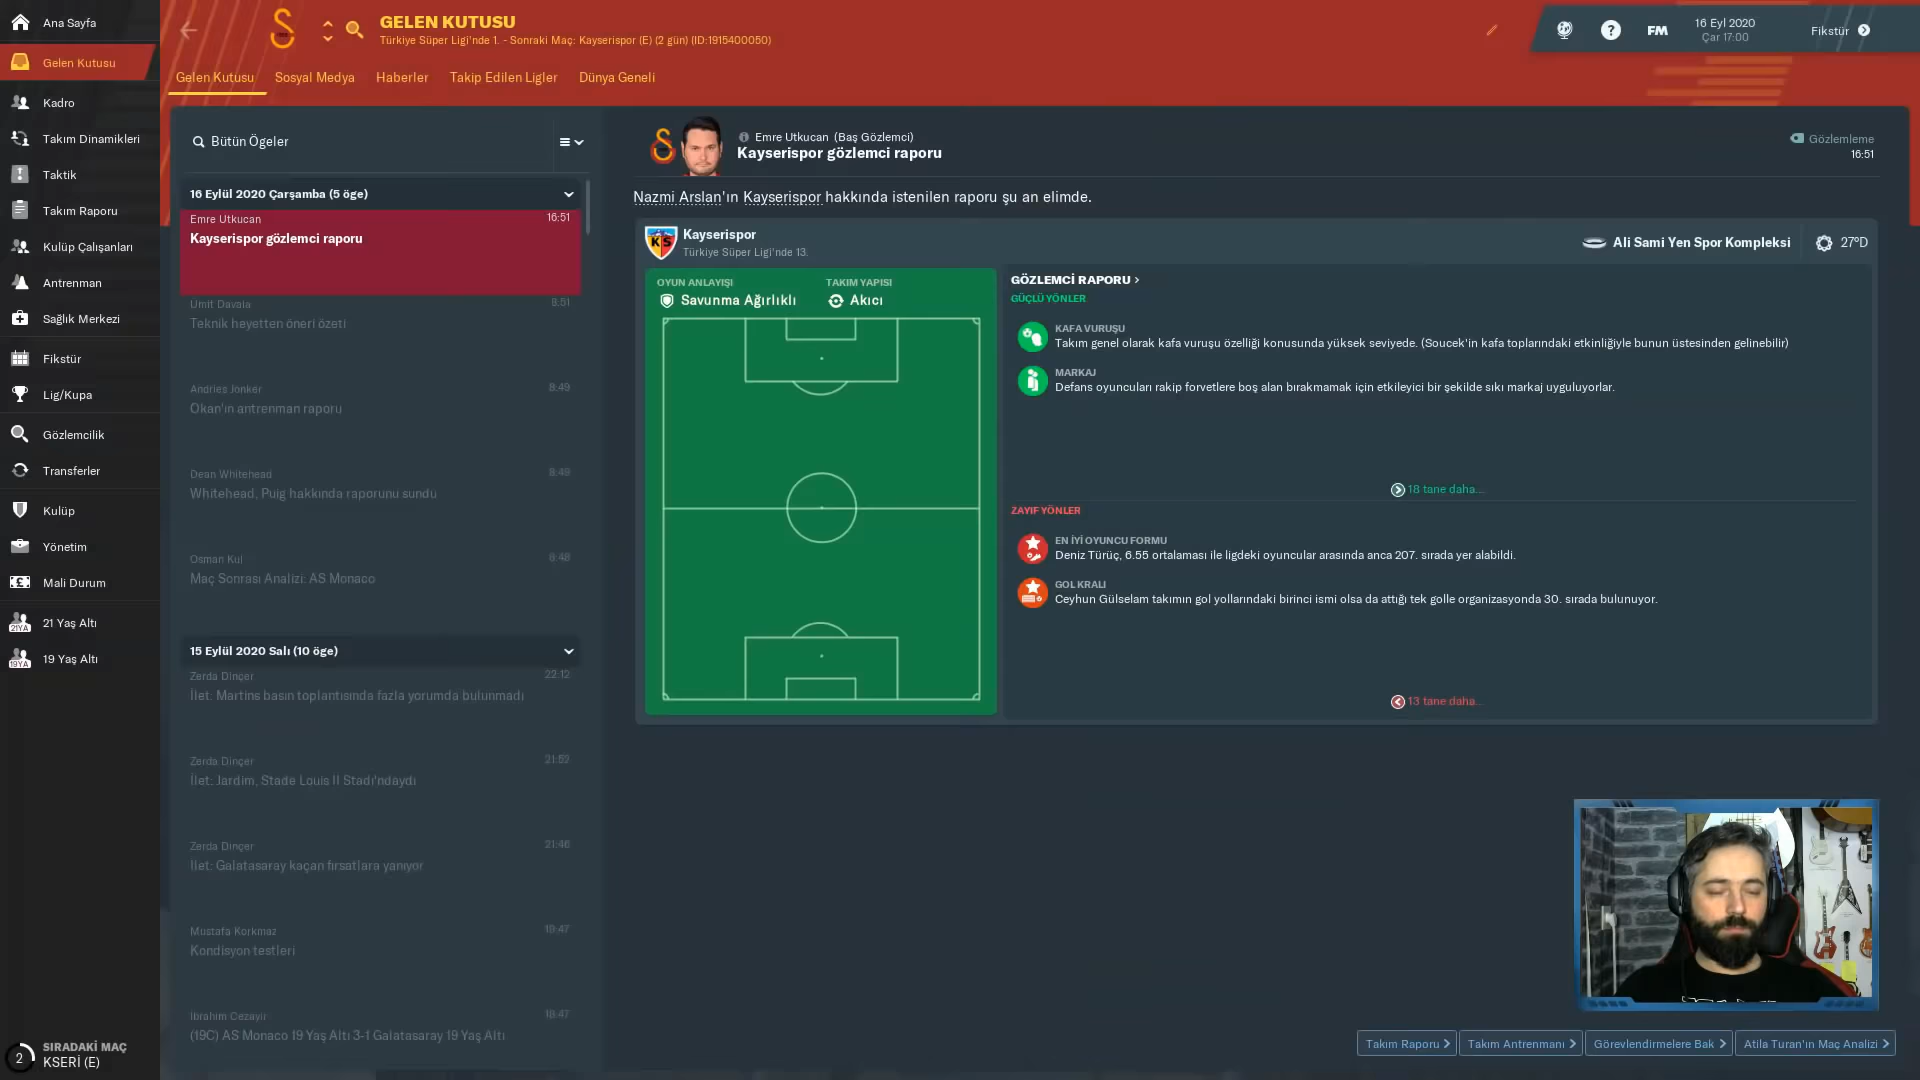 Ana Sayfa
Gelen Kutusu
Kadro
Takım Dinamikleri
Taktik
Takım Raporu
Kulüp Çalışanları
Antrenman
Sağlık Merkezi
Fikstür
Lig/Kupa
Gözlemcilik
Transferler
Kulüp
Yönetim
Mali Durum
21YA
21 Yaş Altı
19YA
19 Yaş Altı
2
SIRADAKİ MAÇ
KSERİ (E)
GELEN KUTUSU
Türkiye Süper Ligi'nde 1. - Sonraki Maç: Kayserispor (E) (2 gün) (ID:1915400050)
?
FM
16 Eyl 2020
Çar 17:00
Fikstür
Gelen Kutusu
Sosyal Medya
Haberler
Takip Edilen Ligler
Dünya Geneli
Bütün Ögeler
16 Eylül 2020 Çarşamba (5 öge)
Emre Utkucan
16:51
Kayserispor gözlemci raporu
Ümit Davala
8:51
Teknik heyetten öneri özeti
Andries Jonker
8:49
Okan'ın antrenman raporu
Dean Whitehead
8:49
Whitehead, Puig hakkında raporunu sundu
Osman Kul
6:48
Maç Sonrası Analizi: AS Monaco
15 Eylül 2020 Salı (10 öge)
Zerda Dinçer
22:12
İlet: Martins basın toplantısında fazla yorumda bulunmadı
Zerda Dinçer
21:52
İlet: Jardim, Stade Louis II Stadı'ndaydı
Zerda Dinçer
21:46
İlet: Galatasaray kaçan fırsatlara yanıyor
Mustafa Korkmaz
19:47
Kondisyon testleri
İbrahim Cezayir
18:47
(19C) AS Monaco 19 Yaş Altı 3-1 Galatasaray 19 Yaş Altı
Emre Utkucan (Baş Gözlemci)
Kayserispor gözlemci raporu
Gözlemleme
16:51
Nazmi Arslan'ın Kayserispor hakkında istenilen raporu şu an elimde.
KS
Kayserispor
Türkiye Süper Ligi'nde 13.
Ali Sami Yen Spor Kompleksi
27°D
OYUN ANLAYIŞI
Savunma Ağırlıklı
TAKIM YAPISI
Akıcı
GÖZLEMCİ RAPORU >
GÜÇLÜ YÖNLER
KAFA VURUŞU
Takım genel olarak kafa vuruşu özelliği konusunda yüksek seviyede. (Soucek'in kafa toplarındaki etkinliğiyle bunun üstesinden gelinebilir)
MARKAJ
Defans oyuncuları rakip forvetlere boş alan bırakmamak için etkileyici bir şekilde sıkı markaj uyguluyorlar.
18 tane daha...
ZAYIF YÖNLER
EN İYİ OYUNCU FORMU
Deniz Türüç, 6.55 ortalaması ile ligdeki oyuncular arasında anca 207. sırada yer alabildi.
GOL KRALI
Ceyhun Gülselam takımın gol yollarındaki birinci ismi olsa da attığı tek golle organizasyonda 30. sırada bulunuyor.
13 tane daha...
Takım Raporu
Takım Antrenmanı
Görevlendirmelere Bak
Atila Turan'ın Maç Analizi